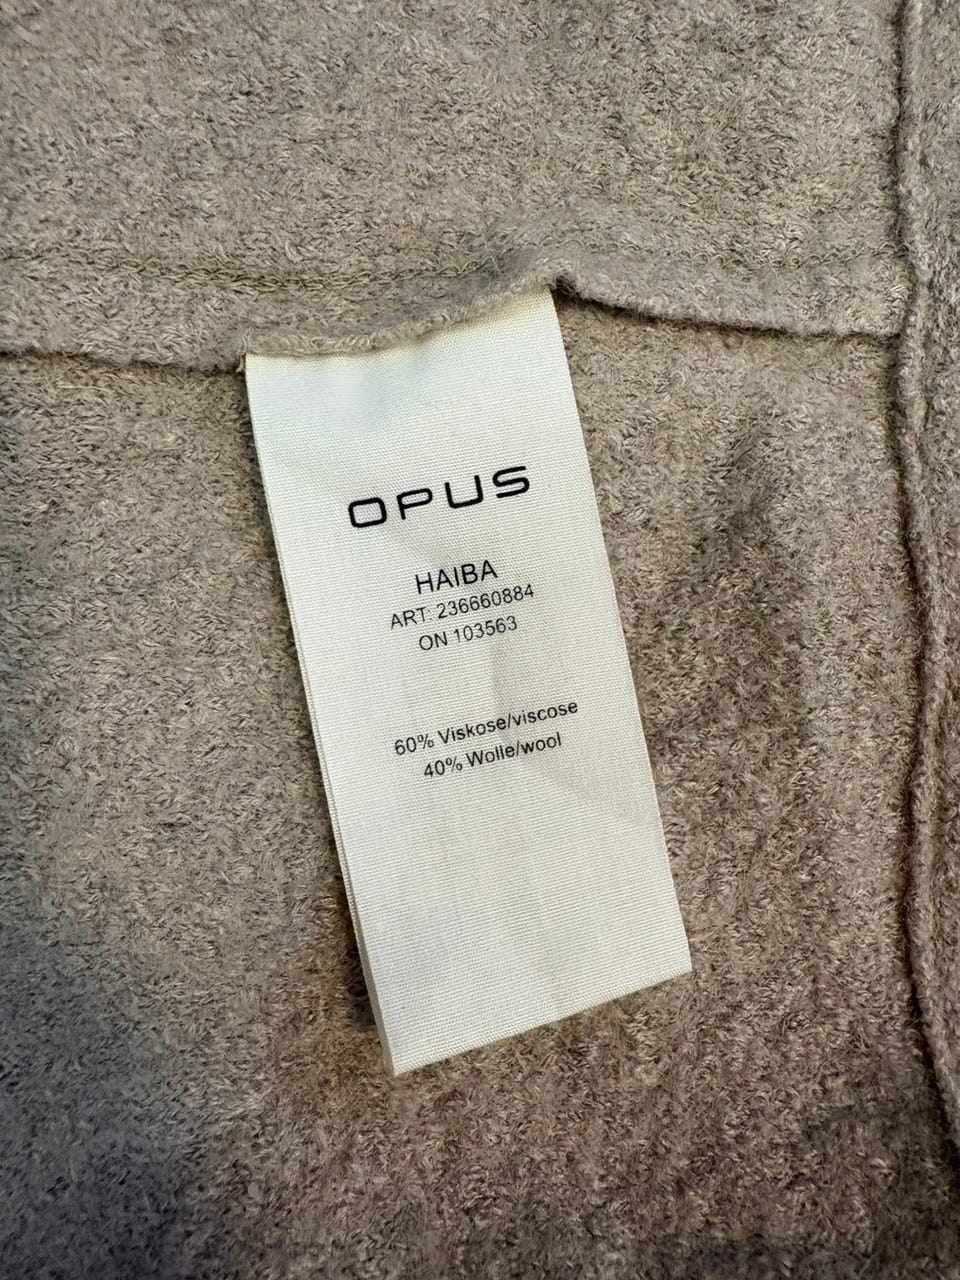 OPUS
HAIBA
ART: 236660884
ON 103563
60% Viskose/viscose
40% Wolle/wool